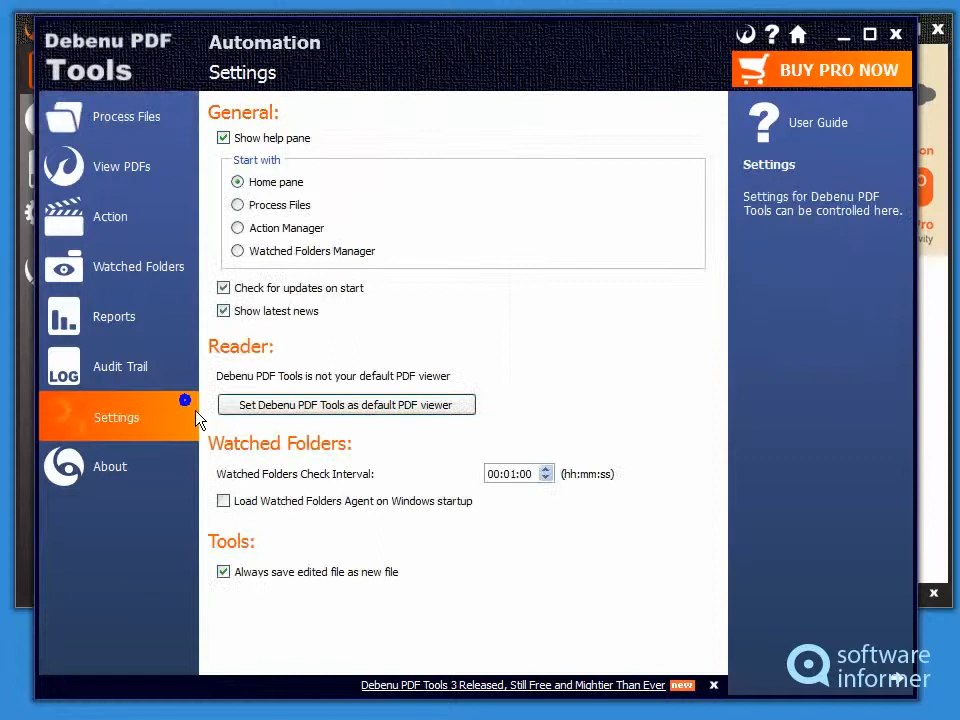 Debenu PDF
Tools
Automation
Settings
?
BUY PRO NOW
Process Files
View PDFs
Action
Watched Folders
Reports
LOG
Audit Trail
Settings
About
General:
Show help pane
Start with
Home pane
Process Files
Action Manager
Watched Folders Manager
Check for updates on start
Show latest news
Reader:
Debenu PDF Tools is not your default PDF viewer
Set Debenu PDF Tools as default PDF viewer
Watched Folders:
Watched Folders Check Interval: 00:01:00 (hh:mm:ss)
Load Watched Folders Agent on Windows startup
Tools:
Always save edited file as new file
? User Guide
Settings
Settings for Debenu PDF
Tools can be controlled here.
Debenu PDF Tools 3 Released, Still Free and Mightier Than Ever new
software
informer